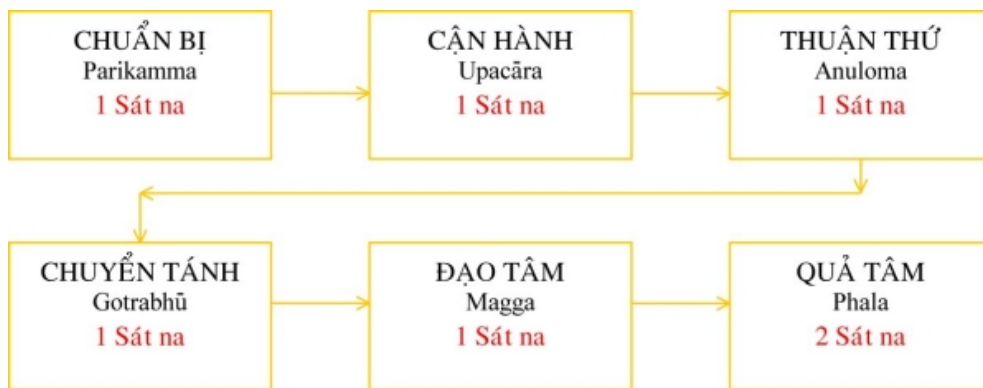 CHUẨN BỊ
Parikamma
1 Sát na
CẬN HÀNH
Upacāra
1 Sát na
THUẬN THỨ
Anuloma
1 Sát na
CHUYỂN TÁNH
Gotrabhū
1 Sát na
ĐẠO TÂM
Magga
1 Sát na
QUẢ TÂM
Phala
2 Sát na